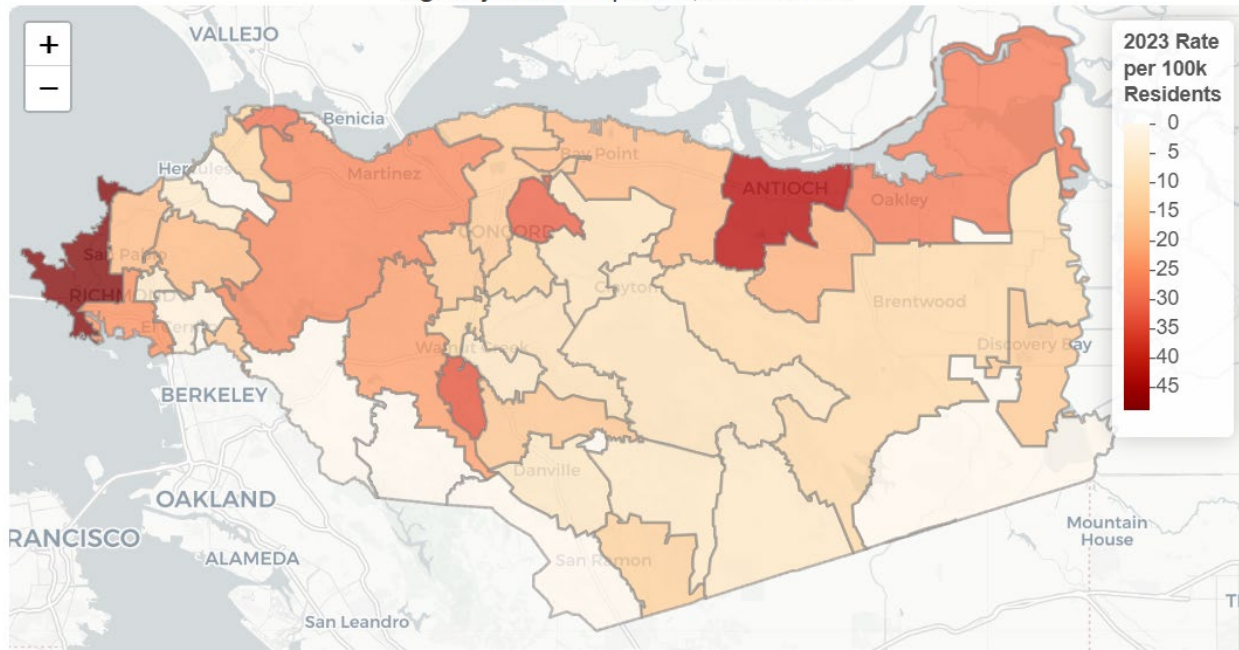 +
−
VALLEJO
Benicia
Hercules
Martinez
Bay Point
ANTIOCH
Oakley
San Pablo
CONCORD
RICHMOND
El Cerrito
Clayton
Brentwood
Walnut Creek
Discovery Bay
BERKELEY
Danville
OAKLAND
RANCISCO
ALAMEDA
San Ramon
Mountain
House
San Leandro
2023 Rate
per 100k
Residents
0
5
10
15
20
25
30
35
40
45